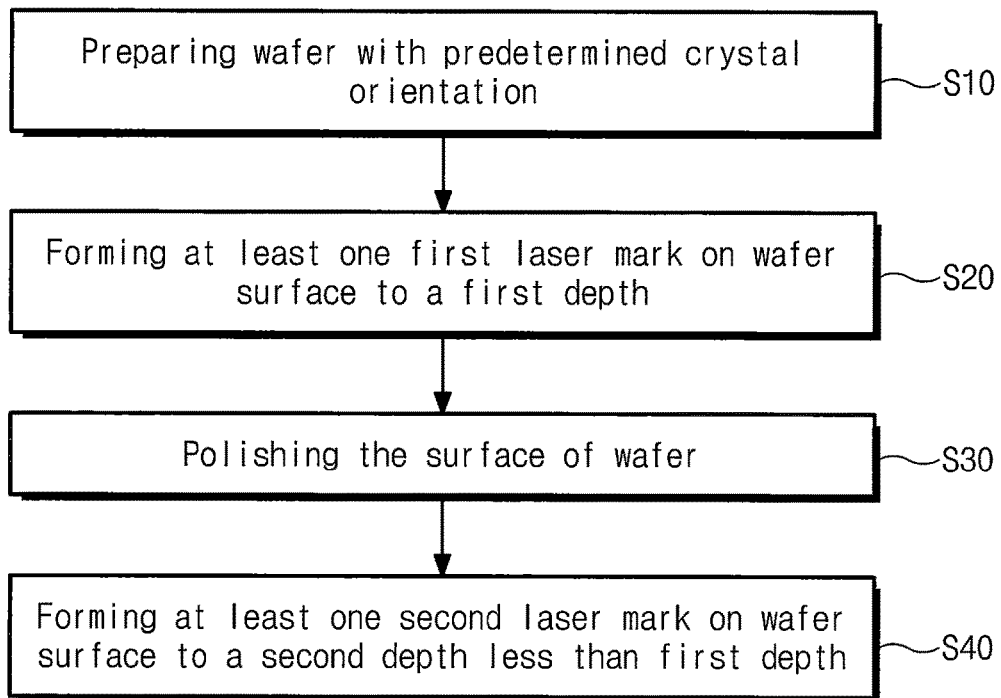 Preparing wafer with predetermined crystal
orientation
S10
Forming at least one first laser mark on wafer
surface to a first depth
S20
Polishing the surface of wafer
S30
Forming at least one second laser mark on wafer
surface to a second depth less than first depth
S40